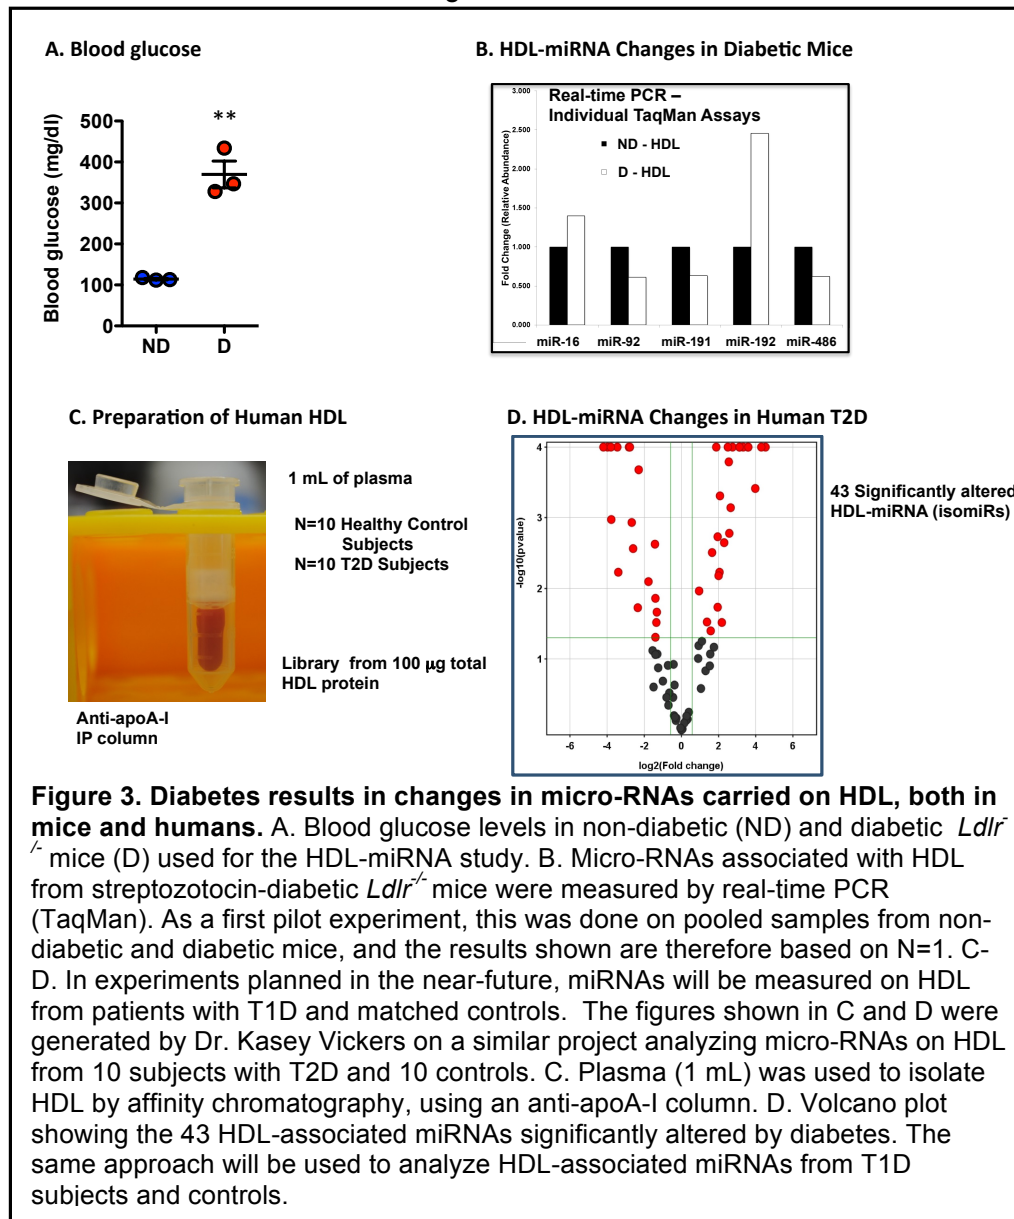 A. Blood glucose
B. HDL-miRNA Changes in Diabetic Mice
**
500
400
300
200
100
0
Blood glucose (mg/dl)
ND
D
Real-time PCR –
Individual TaqMan Assays
ND - HDL
D - HDL
3.000
2.500
2.000
1.500
1.000
0.500
0.000
Fold Change (Relative Abundance)
miR-16 miR-92 miR-191 miR-192 miR-486
C. Preparation of Human HDL
1 mL of plasma
N=10 Healthy Control
Subjects
N=10 T2D Subjects
Library from 100 µg total
HDL protein
Anti-apoA-I
IP column
D. HDL-miRNA Changes in Human T2D
4
3
2
1
-log10(pvalue)
-6 -4 -2 0 2 4 6
log2(Fold change)
43 Significantly altered
HDL-miRNA (isomiRs)
Figure 3. Diabetes results in changes in micro-RNAs carried on HDL, both in
mice and humans. A. Blood glucose levels in non-diabetic (ND) and diabetic Ldlr-
/- mice (D) used for the HDL-miRNA study. B. Micro-RNAs associated with HDL
from streptozotocin-diabetic Ldlr-/- mice were measured by real-time PCR
(TaqMan). As a first pilot experiment, this was done on pooled samples from non-
diabetic and diabetic mice, and the results shown are therefore based on N=1. C-
D. In experiments planned in the near-future, miRNAs will be measured on HDL
from patients with T1D and matched controls. The figures shown in C and D were
generated by Dr. Kasey Vickers on a similar project analyzing micro-RNAs on HDL
from 10 subjects with T2D and 10 controls. C. Plasma (1 mL) was used to isolate
HDL by affinity chromatography, using an anti-apoA-I column. D. Volcano plot
showing the 43 HDL-associated miRNAs significantly altered by diabetes. The
same approach will be used to analyze HDL-associated miRNAs from T1D
subjects and controls.